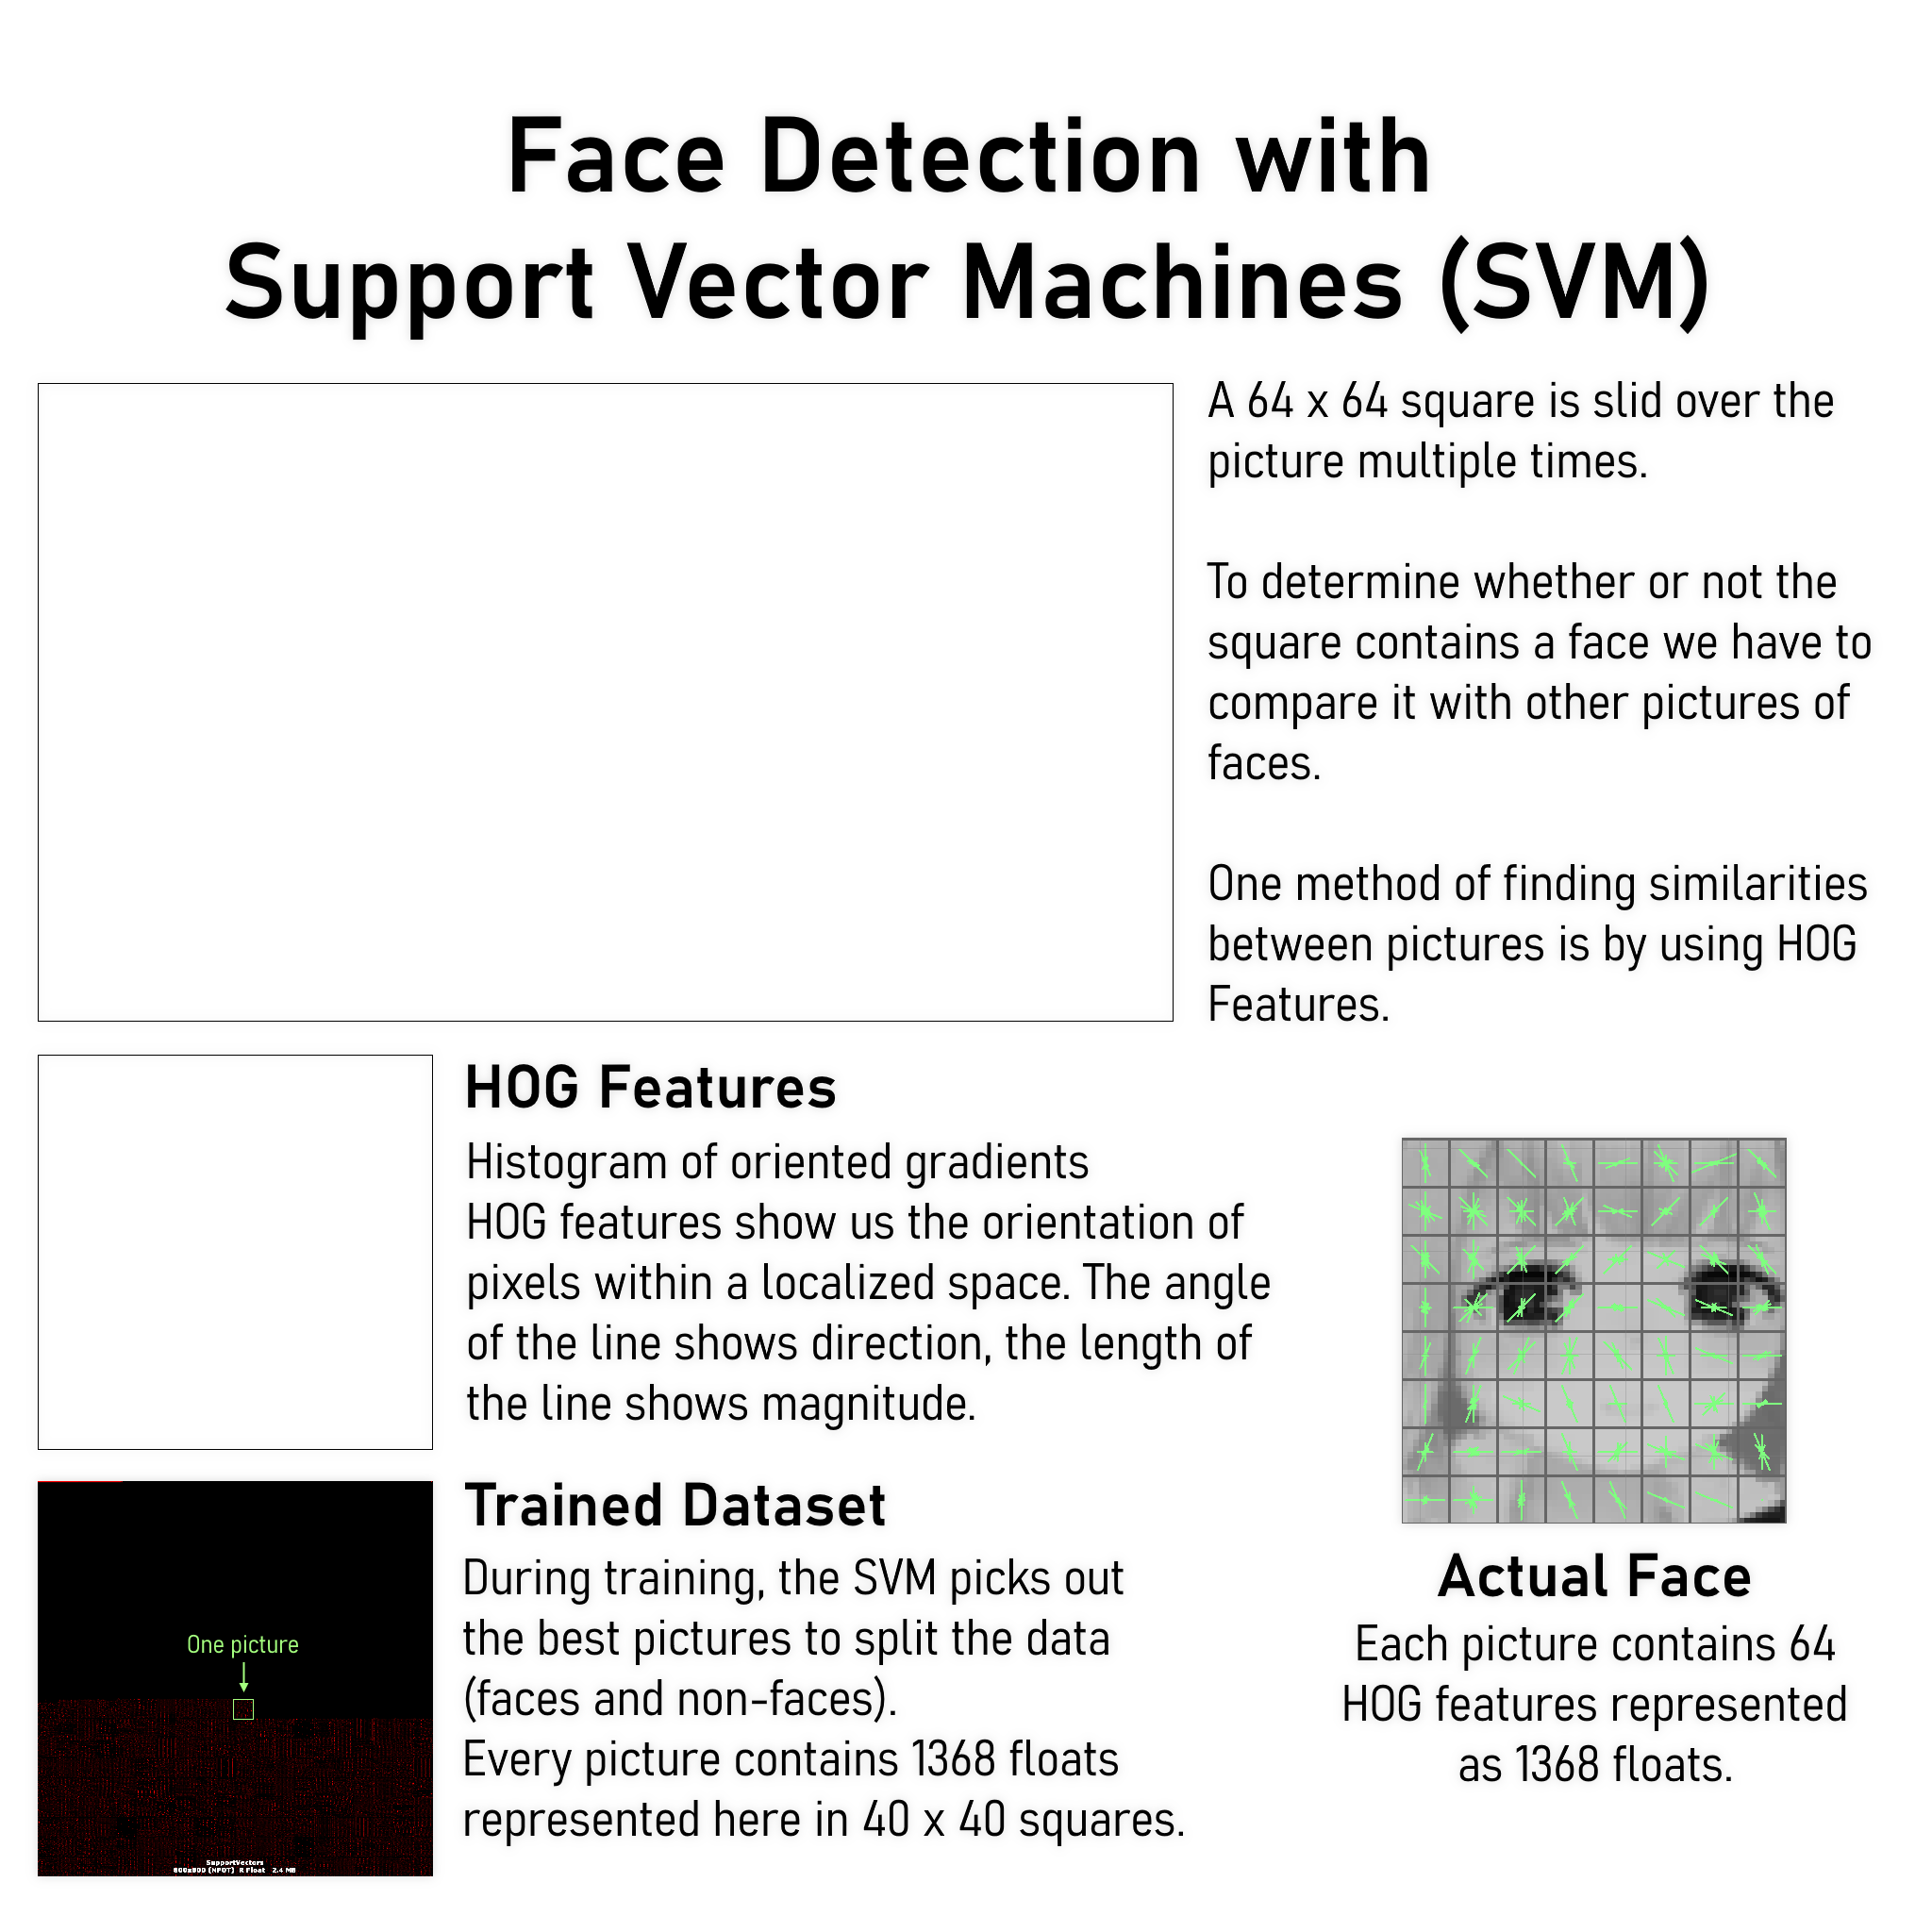 Face Detection with
Support Vector Machines (SVM)
A 64 x 64 square is slid over the
picture multiple times.
To determine whether or not the
square contains a face we have to
compare it with other pictures of
faces.
One method of finding similarities
between pictures is by using HOG
Features.
HOG Features
Histogram of oriented gradients
HOG features show us the orientation of
pixels within a localized space. The angle
of the line shows direction, the length of
the line shows magnitude.
Trained Dataset
During training, the SVM picks out
the best pictures to split the data
(faces and non-faces).
Every picture contains 1368 floats
represented here in 40 x 40 squares.
One picture
SupportVectors
800x800 (NPOT) R Float 2.4 MB
Actual Face
Each picture contains 64
HOG features represented
as 1368 floats.